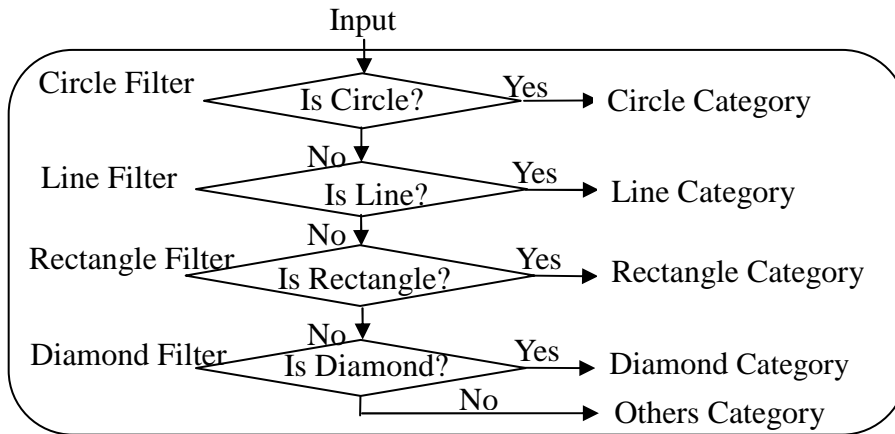 Input
Circle Filter
Is Circle?
Yes
Circle Category
No
Line Filter
Is Line?
Yes
Line Category
No
Rectangle Filter
Is Rectangle?
Yes
Rectangle Category
No
Diamond Filter
Is Diamond?
Yes
Diamond Category
No
Others Category